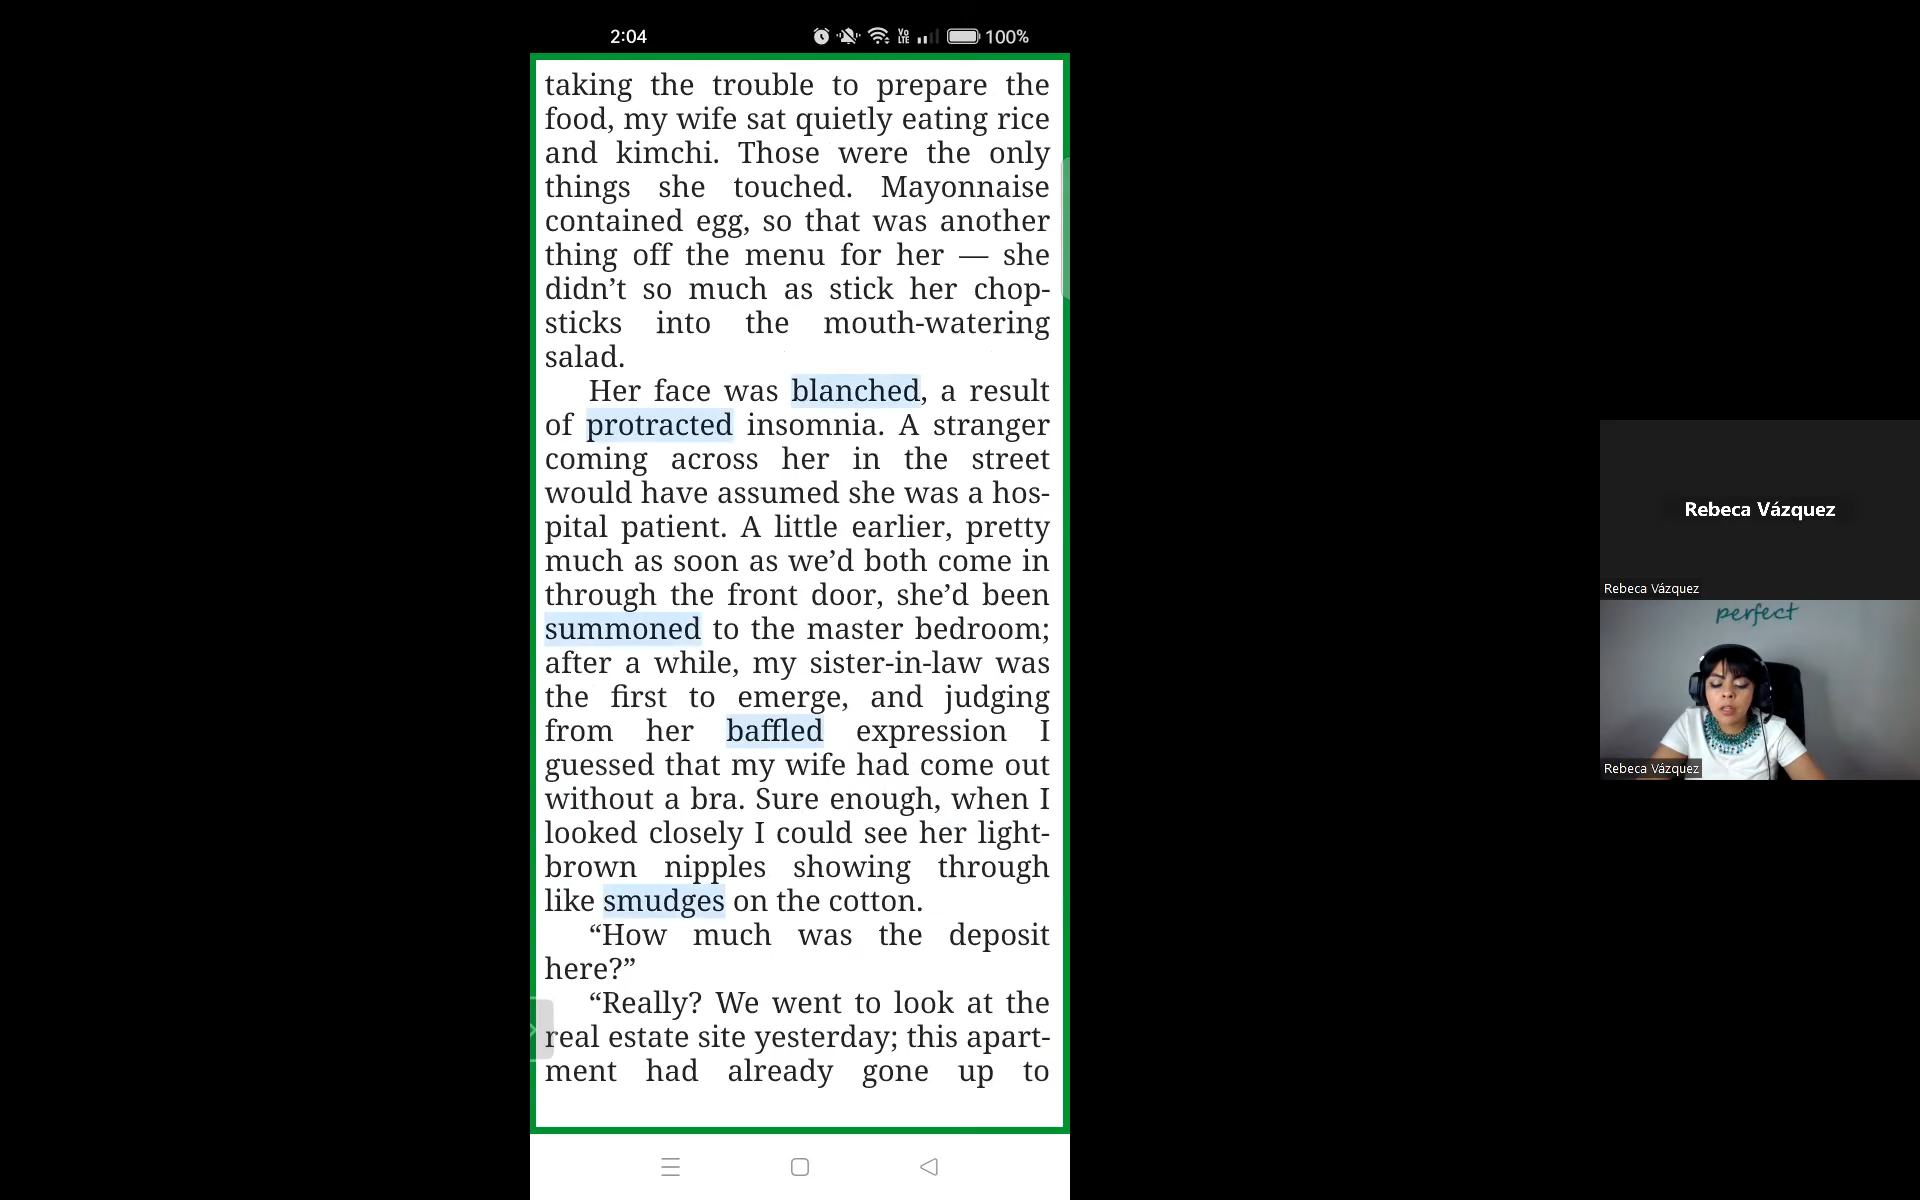 2:04
Vo LTE
100%
taking the trouble to prepare the
food, my wife sat quietly eating rice
and kimchi. Those were the only
things she touched. Mayonnaise
contained egg, so that was another
thing off the menu for her — she
didn’t so much as stick her chop-
sticks into the mouth-watering
salad.
Her face was blanched, a result
of protracted insomnia. A stranger
coming across her in the street
would have assumed she was a hos-
pital patient. A little earlier, pretty
much as soon as we’d both come in
through the front door, she’d been
summoned to the master bedroom;
after a while, my sister-in-law was
the first to emerge, and judging
from her baffled expression I
guessed that my wife had come out
without a bra. Sure enough, when I
looked closely I could see her light-
brown nipples showing through
like smudges on the cotton.
“How much was the deposit
here?”
“Really? We went to look at the
real estate site yesterday; this apart-
ment had already gone up to
Rebeca Vázquez
Rebeca Vázquez
perfect
Rebeca Vázquez